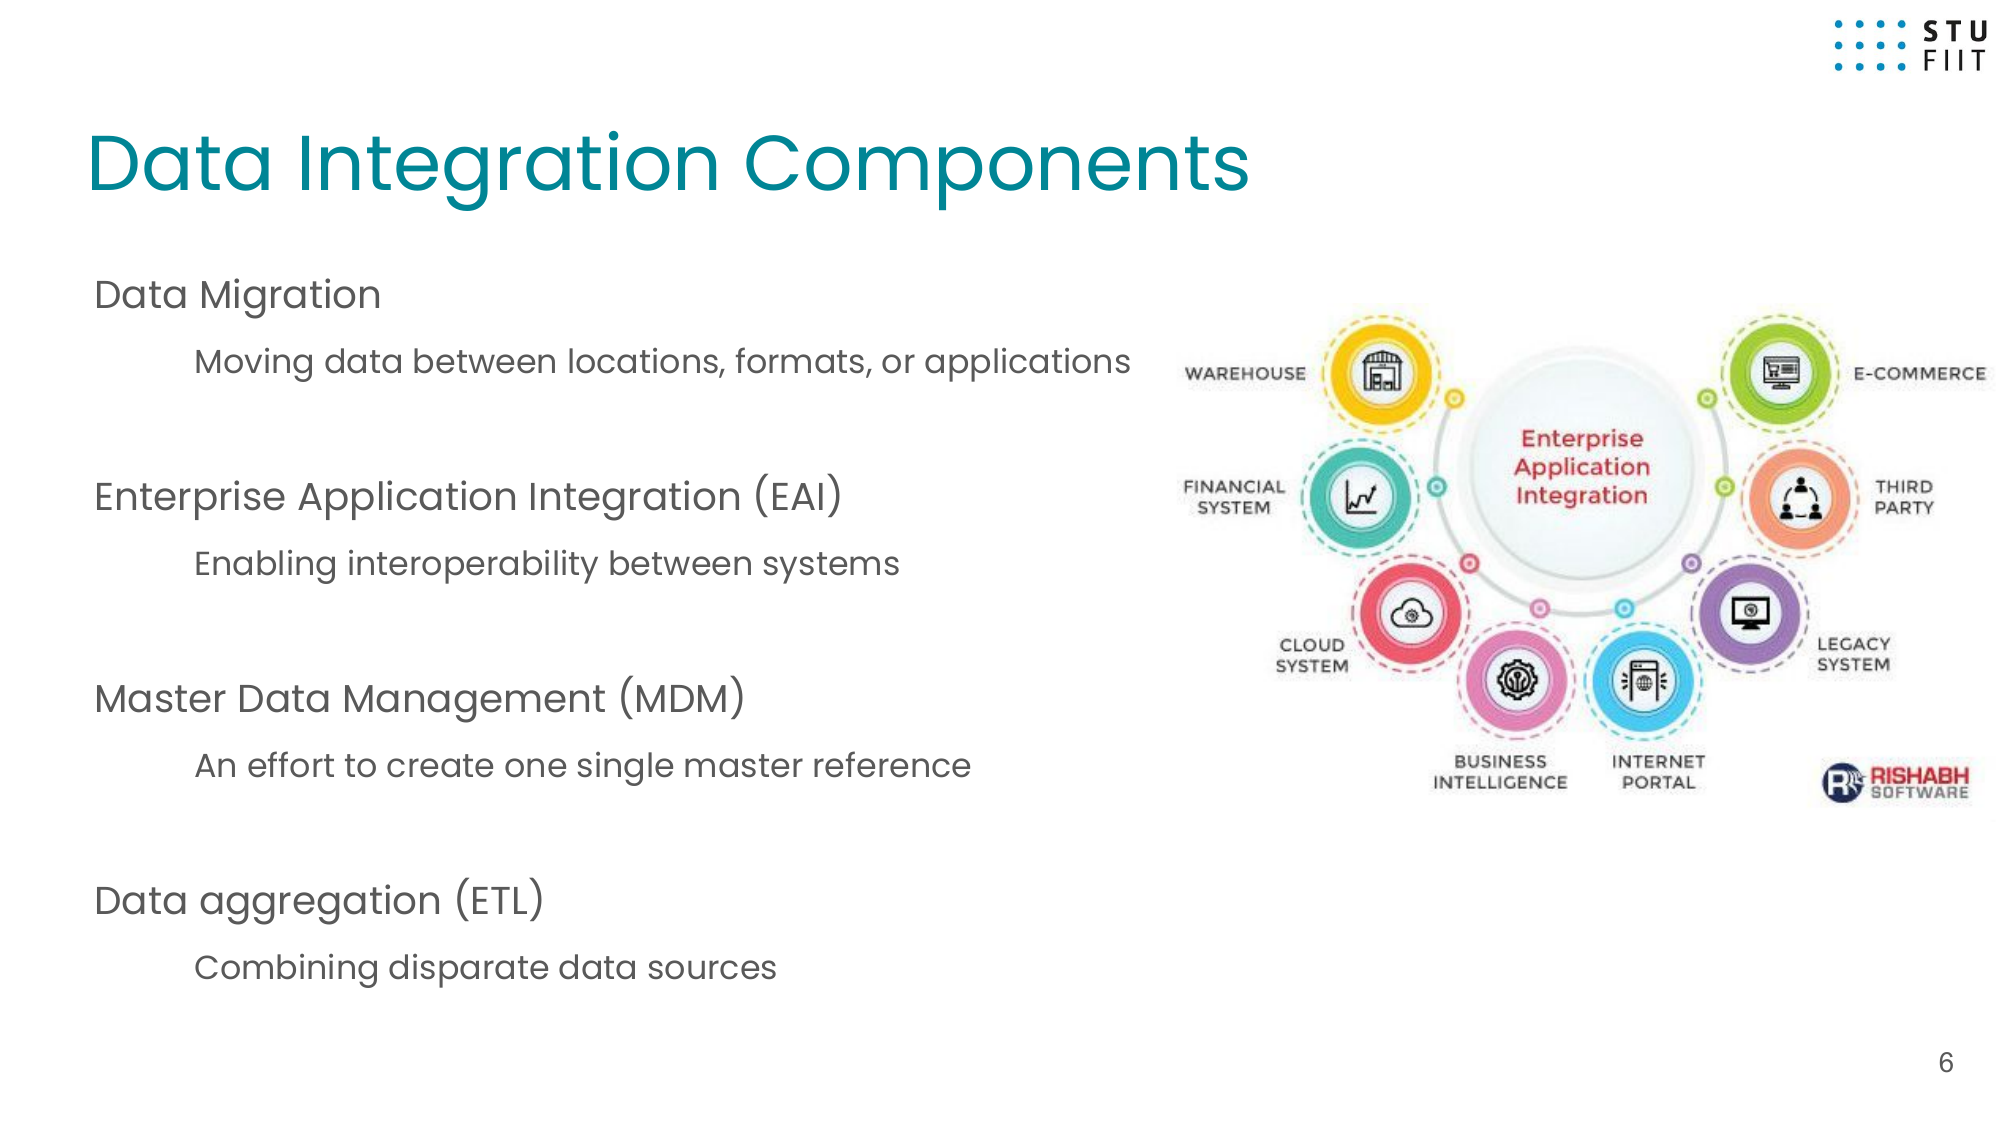 STU
FIIT
Data Integration Components
Data Migration
Moving data between locations, formats, or applications
Enterprise Application Integration (EAI)
Enabling interoperability between systems
Master Data Management (MDM)
An effort to create one single master reference
Data aggregation (ETL)
Combining disparate data sources
WAREHOUSE
FINANCIAL
SYSTEM
CLOUD
SYSTEM
BUSINESS
INTELLIGENCE
INTERNET
PORTAL
LEGACY
SYSTEM
THIRD
PARTY
E-COMMERCE
Enterprise
Application
Integration
RISHABH
SOFTWARE
6